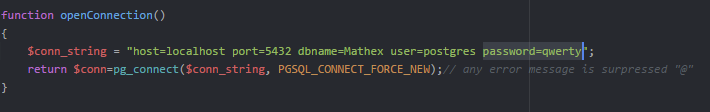 function openConnection()
{
$conn_string = "host=localhost port=5432 dbname=Mathex user=postgres password=qwerty";
return $conn=pg_connect($conn_string, PGSQL_CONNECT_FORCE_NEW);// any error message is surpressed "@"
}